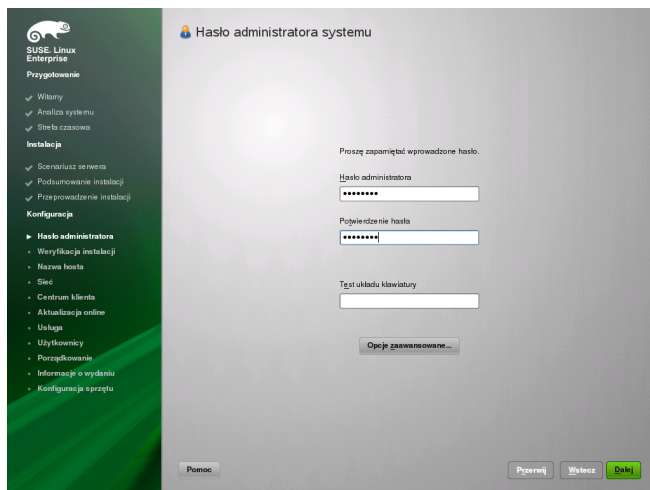 SUSE. Linux
Enterprise
Przygotowanie
Witamy
Analiza systemu
Strefa czasowa
Instalacja
Scenariusz serwera
Podsumowanie instalacji
Przeprowadzenie instalacji
Konfiguracja
Hasło administratora
Weryfikacja instalacji
Nazwa hosta
Sieć
Centrum klienta
Aktualizacja online
Usługa
Użytkownicy
Porządkowanie
Informacje o wydaniu
Konfiguracja sprzętu
Hasło administratora systemu
Proszę zapamiętać wprowadzone hasło.
Hasło administratora
••••••••
Potwierdzenie hasła
••••••••
Test układu klawiatury
Opcje zaawansowane...
Pomoc
Przerwij
Wstecz
Dalej